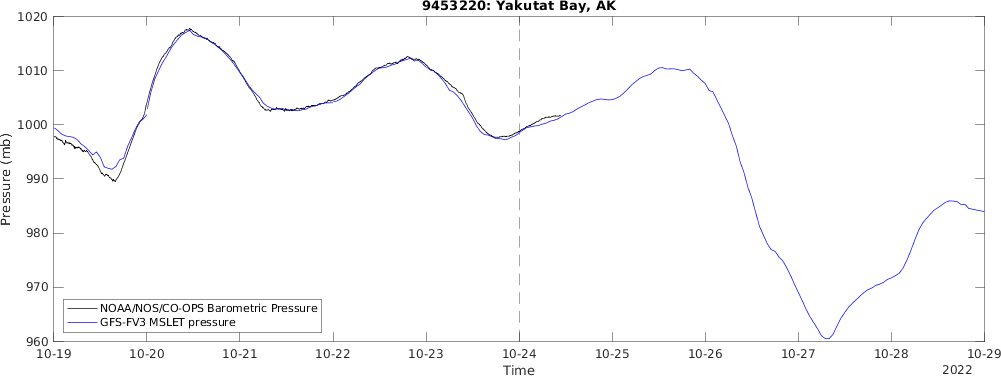 9453220: Yakutat Bay, AK
Pressure (mb)
1020
1010
1000
990
980
970
960
NOAA/NOS/CO-OPS Barometric Pressure
GFS-FV3 MSLET pressure
10-19 10-20 10-21 10-22 10-23 10-24 10-25 10-26 10-27 10-28 10-29
Time
2022